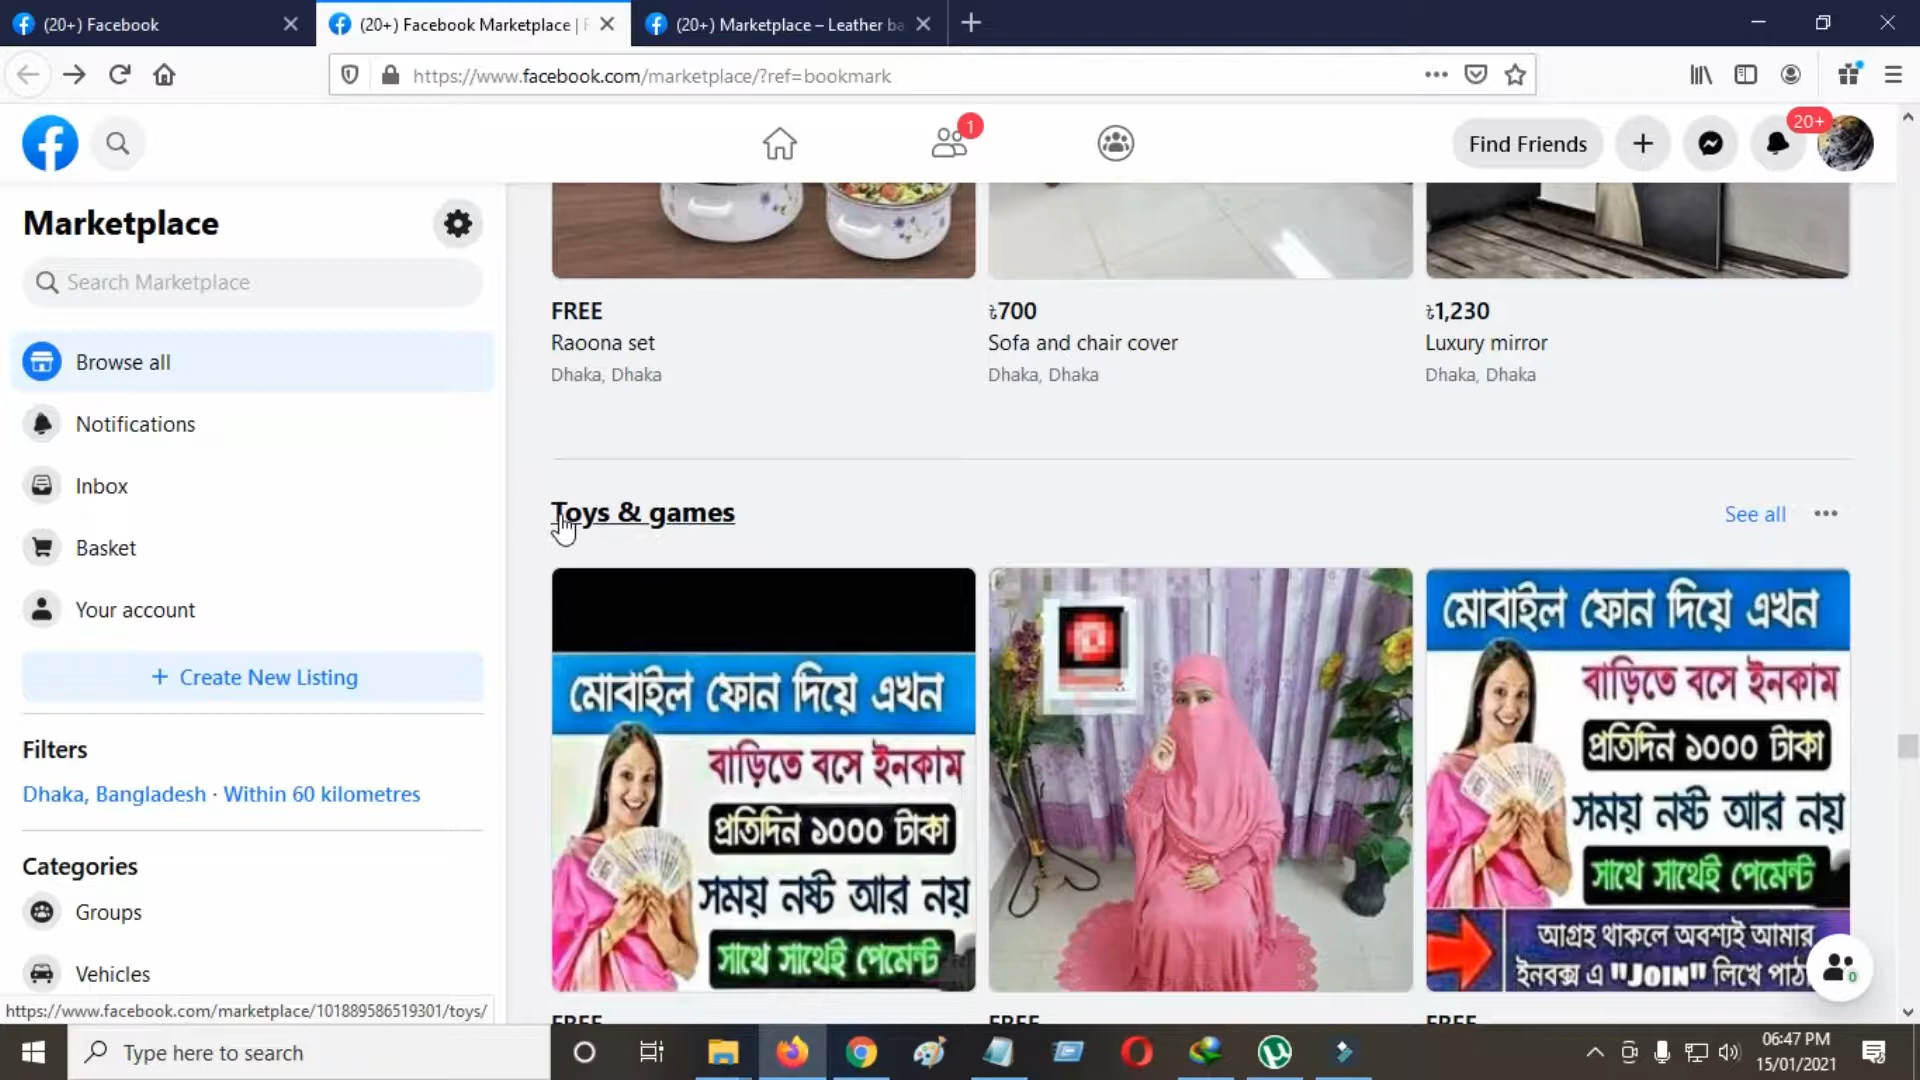 (20+) Facebook
(20+) Facebook Marketplace |
(20+) Marketplace – Leather ba
https://www.facebook.com/marketplace/?ref=bookmark
1
Find Friends
20+
Marketplace
Search Marketplace
Browse all
Notifications
Inbox
Basket
Your account
+ Create New Listing
Filters
Dhaka, Bangladesh · Within 60 kilometres
Categories
Groups
Vehicles
FREE
Raoona set
Dhaka, Dhaka
৳700
Sofa and chair cover
Dhaka, Dhaka
৳1,230
Luxury mirror
Dhaka, Dhaka
Toys & games
See all
মোবাইল ফোন দিয়ে এখন
বাড়িতে বসে ইনকাম
প্রতিদিন ১০০০ টাকা
সময় নষ্ট আর নয়
সাথে সাথেই পেমেন্ট
মোবাইল ফোন দিয়ে এখন
বাড়িতে বসে ইনকাম
প্রতিদিন ১০০০ টাকা
সময় নষ্ট আর নয়
সাথে সাথেই পেমেন্ট
আগ্রহ থাকলে অবশ্যই আমার
ইনবক্স এ "JOIN" লিখে পাঠা
0
FREE
FREE
FREE
https://www.facebook.com/marketplace/101889586519301/toys/
Type here to search
06:47 PM
15/01/2021